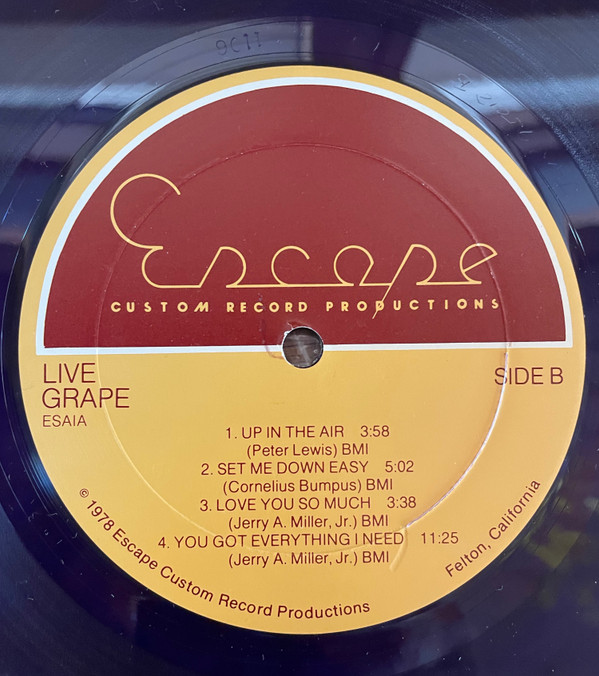 9C11
Escape
CUSTOM RECORD PRODUCTIONS
LIVE
GRAPE
ESAIA
SIDE B
1. UP IN THE AIR 3:58
(Peter Lewis) BMI
2. SET ME DOWN EASY 5:02
(Cornelius Bumpus) BMI
3. LOVE YOU SO MUCH 3:38
(Jerry A. Miller, Jr.) BMI
4. YOU GOT EVERYTHING I NEED 11:25
(Jerry A. Miller, Jr.) BMI
© 1978 Escape Custom Record Productions
Felton, California